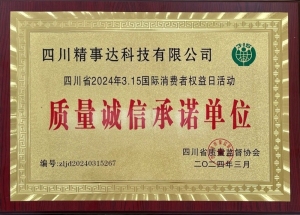 四川精事达科技有限公司
四川省2024年3.15国际消费者权益日活动
质量诚信承诺单位
编号:zljd20240315267
四川省质量监督协会
二〇二四年三月